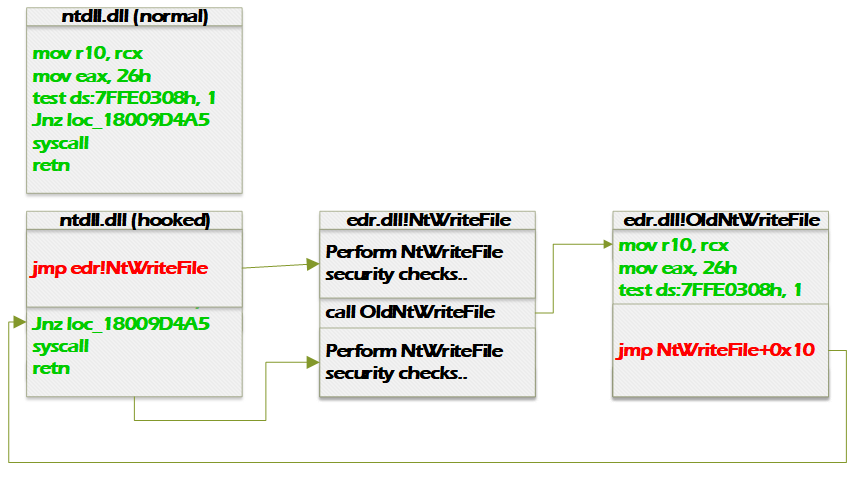 ntdll.dll (normal)
mov r10, rcx
mov eax, 26h
test ds:7FFE0308h, 1
Jnz loc_18009D4A5
syscall
retn
ntdll.dll (hooked)
jmp edr!NtWriteFile
Jnz loc_18009D4A5
syscall
retn
edr.dll!NtWriteFile
Perform NtWriteFile
security checks..
call OldNtWriteFile
Perform NtWriteFile
security checks..
edr.dll!OldNtWriteFile
mov r10, rcx
mov eax, 26h
test ds:7FFE0308h, 1
jmp NtWriteFile+0x10